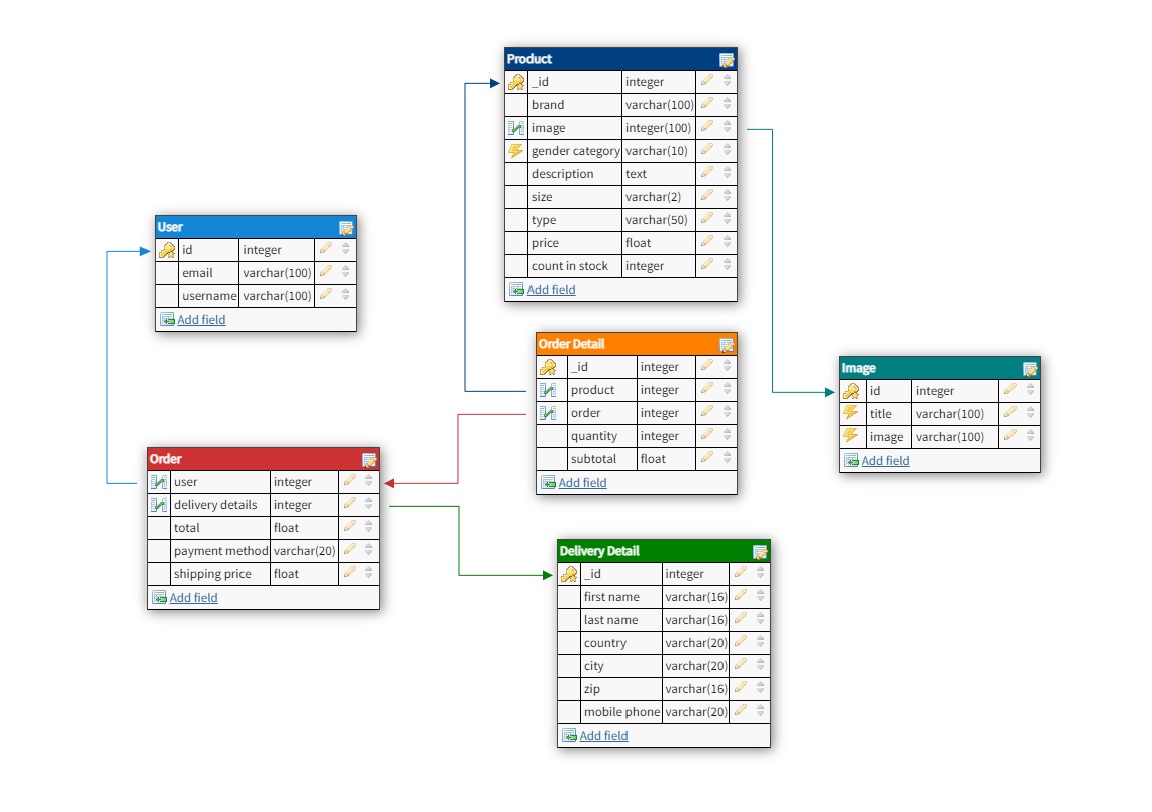 Product
_id integer
brand varchar(100)
image integer(100)
gender category varchar(10)
description text
size varchar(2)
type varchar(50)
price float
count in stock integer
Add field
User
id integer
email varchar(100)
username varchar(100)
Add field
Order Detail
_id integer
product integer
order integer
quantity integer
subtotal float
Add field
Image
id integer
title varchar(100)
image varchar(100)
Add field
Order
user integer
delivery details integer
total float
payment method varchar(20)
shipping price float
Add field
Delivery Detail
_id integer
first name varchar(16)
last name varchar(16)
country varchar(20)
city varchar(20)
zip varchar(16)
mobile phone varchar(20)
Add field